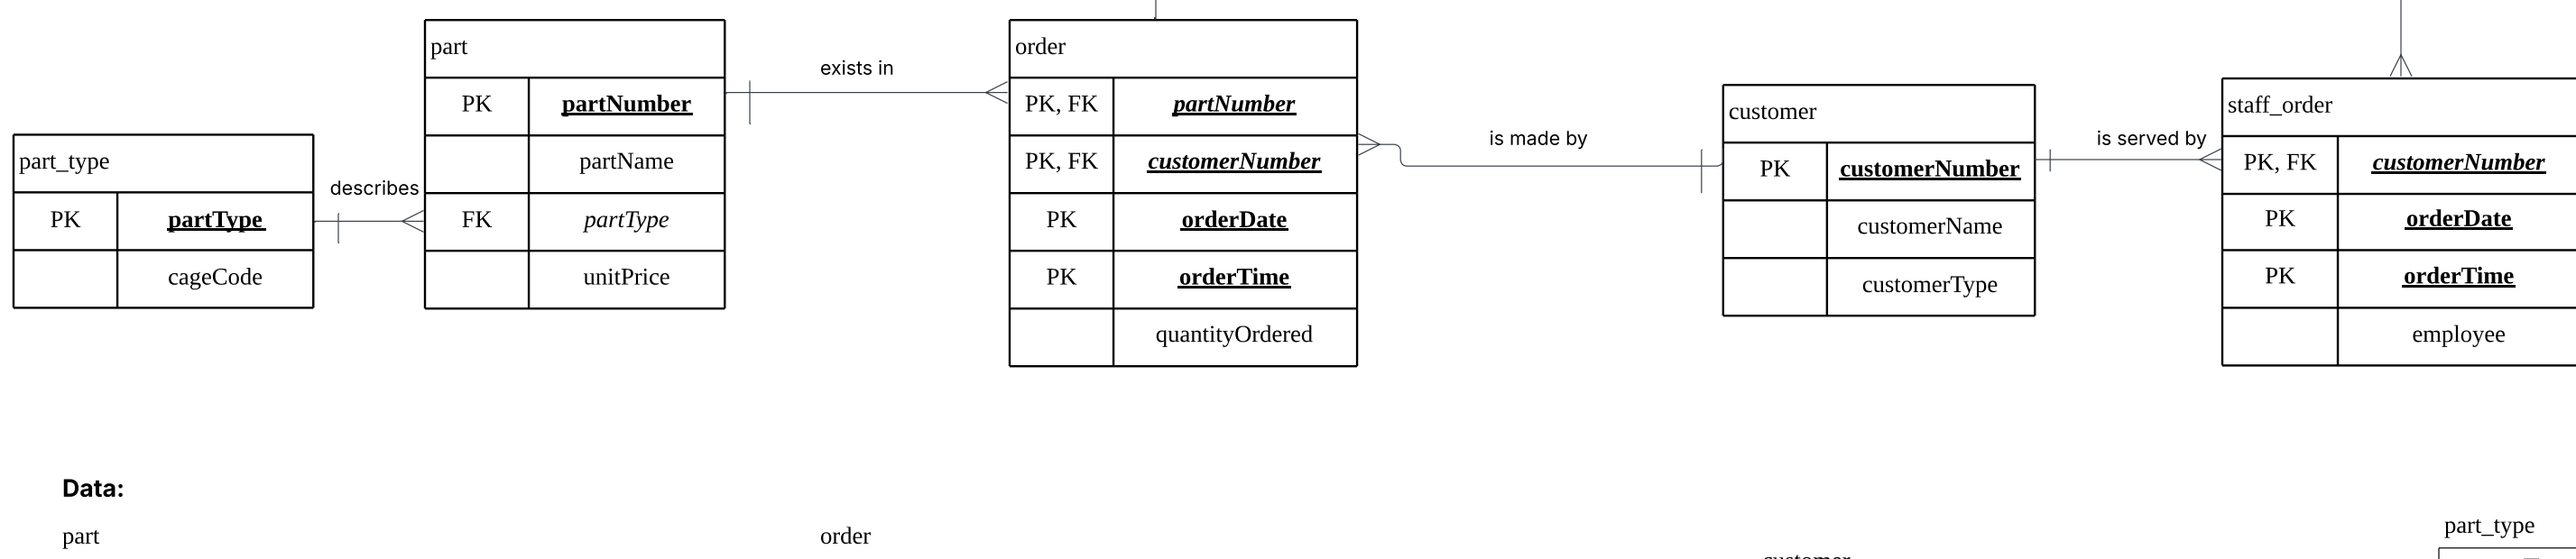 part_type
PK partType
cageCode
describes
part
PK partNumber
partName
FK partType
unitPrice
exists in
order
PK, FK partNumber
PK, FK customerNumber
PK orderDate
PK orderTime
quantityOrdered
is made by
customer
PK customerNumber
customerName
customerType
is served by
staff_order
PK, FK customerNumber
PK orderDate
PK orderTime
employee
Data:
part
order
customer
part_type